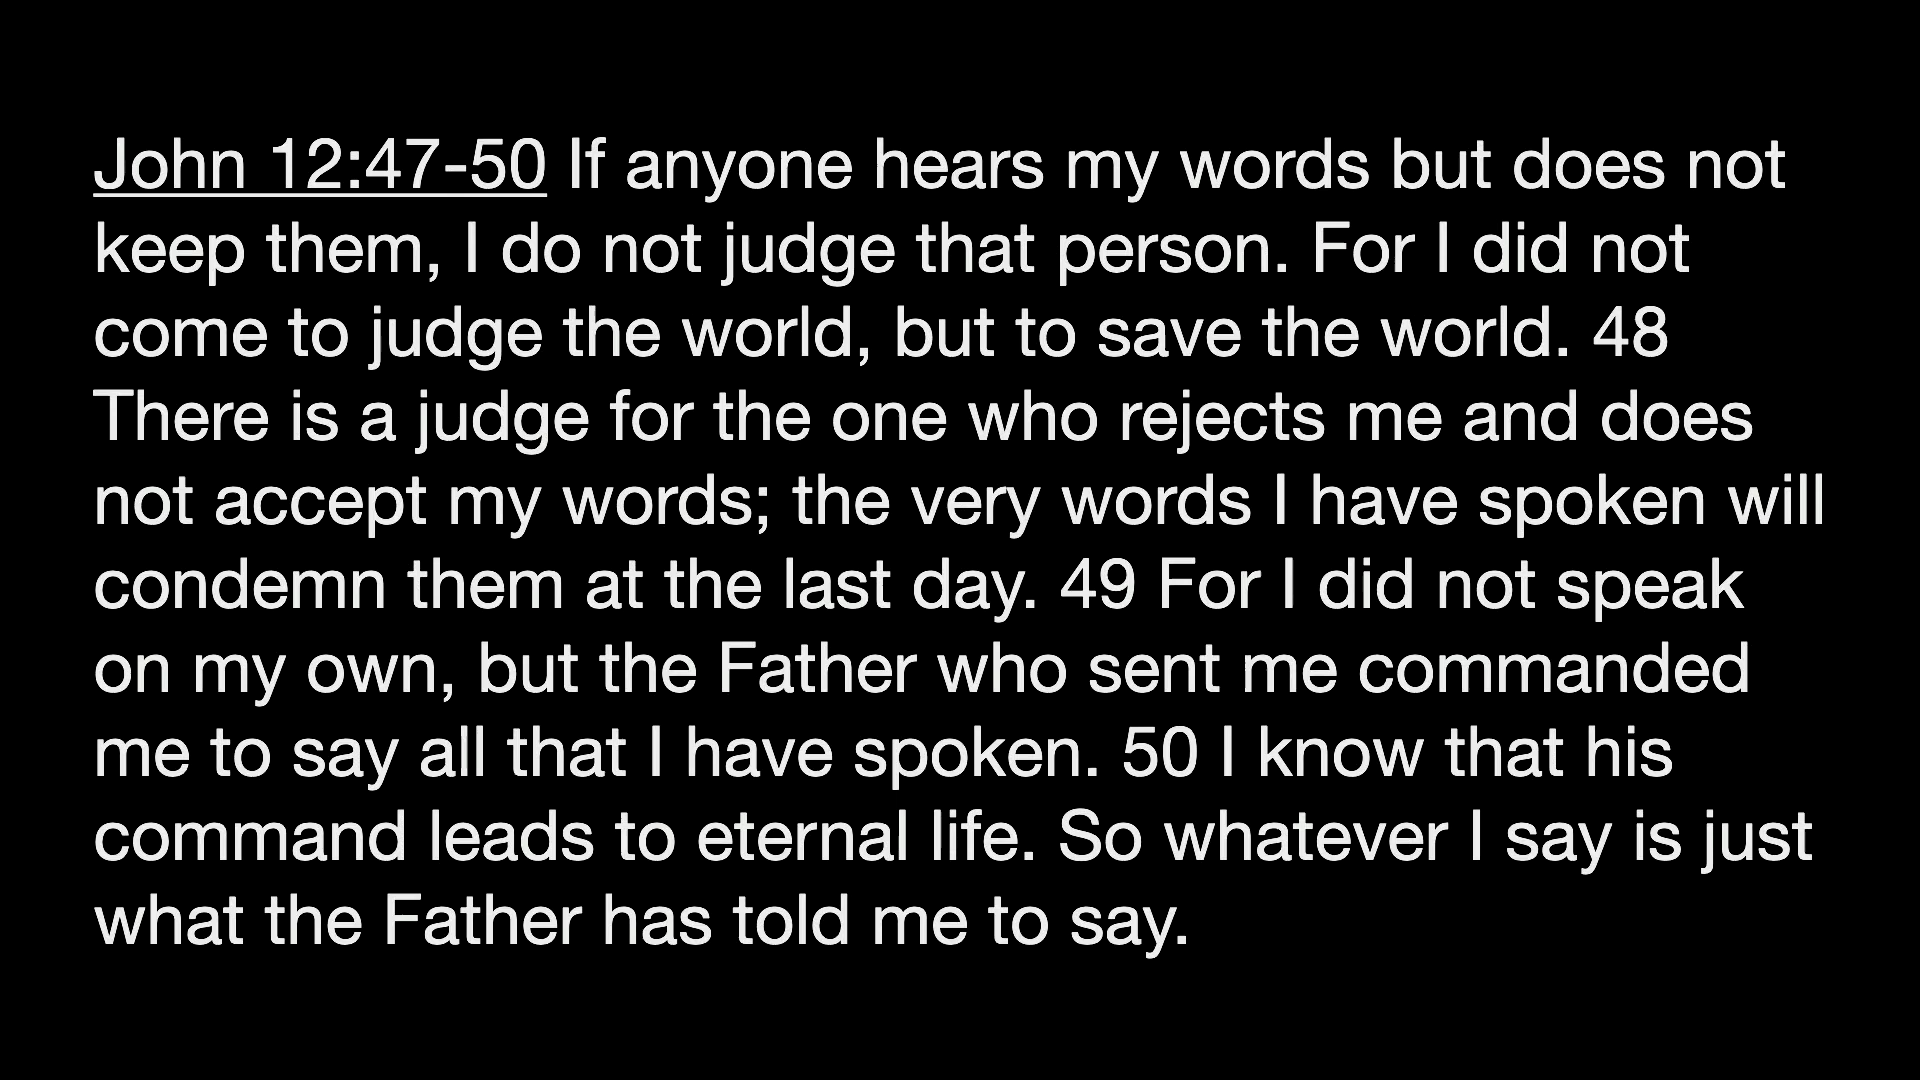 John 12:47-50 If anyone hears my words but does not
keep them, I do not judge that person. For I did not
come to judge the world, but to save the world. 48
There is a judge for the one who rejects me and does
not accept my words; the very words I have spoken will
condemn them at the last day. 49 For I did not speak
on my own, but the Father who sent me commanded
me to say all that I have spoken. 50 I know that his
command leads to eternal life. So whatever I say is just
what the Father has told me to say.